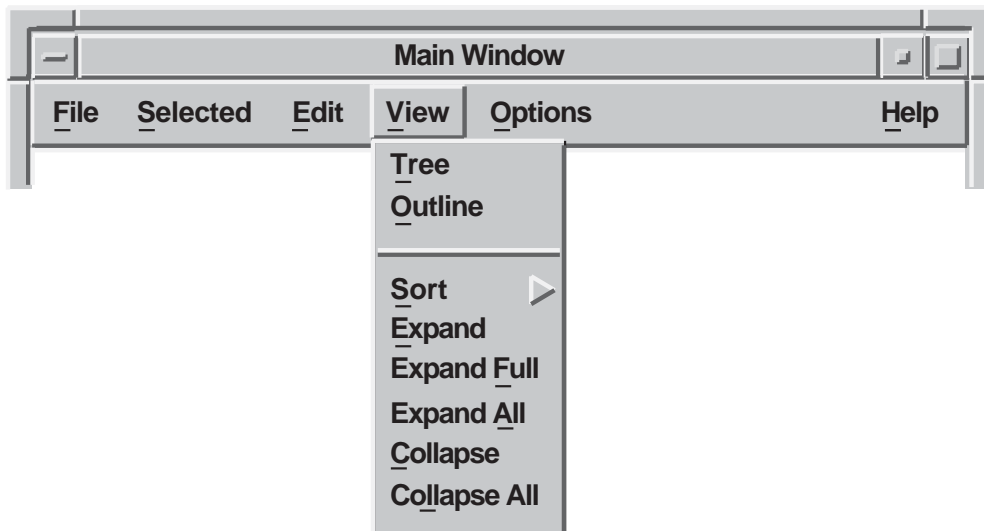 Main Window
File Selected Edit View Options Help
Tree
Outline
Sort
Expand
Expand Full
Expand All
Collapse
Collapse All